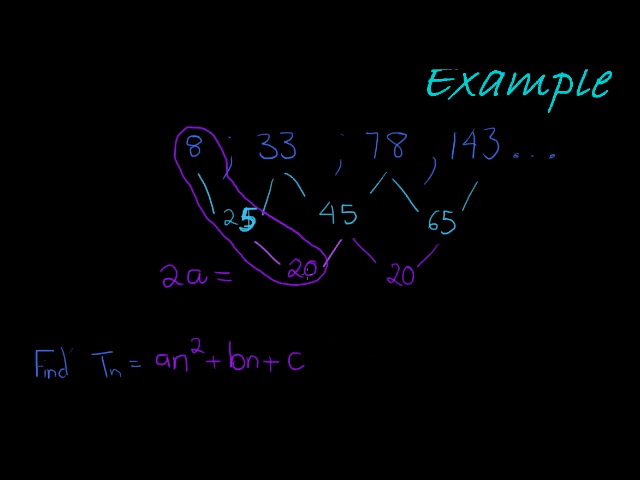 Example
8 ; 33 ; 78 , 143 ...
25 45 65
2a = 20 20
Find Tn = an² + bn + c